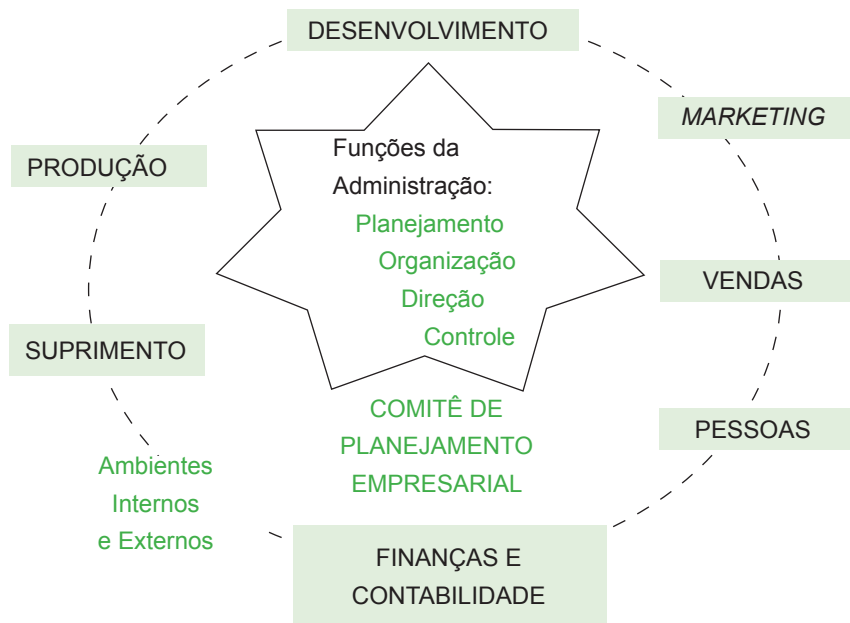 DESENVOLVIMENTO
MARKETING
PRODUÇÃO
Funções da
Administração:
Planejamento
Organização
Direção
Controle
VENDAS
SUPRIMENTO
COMITÊ DE
PLANEJAMENTO
EMPRESARIAL
PESSOAS
Ambientes
Internos
e Externos
FINANÇAS E
CONTABILIDADE